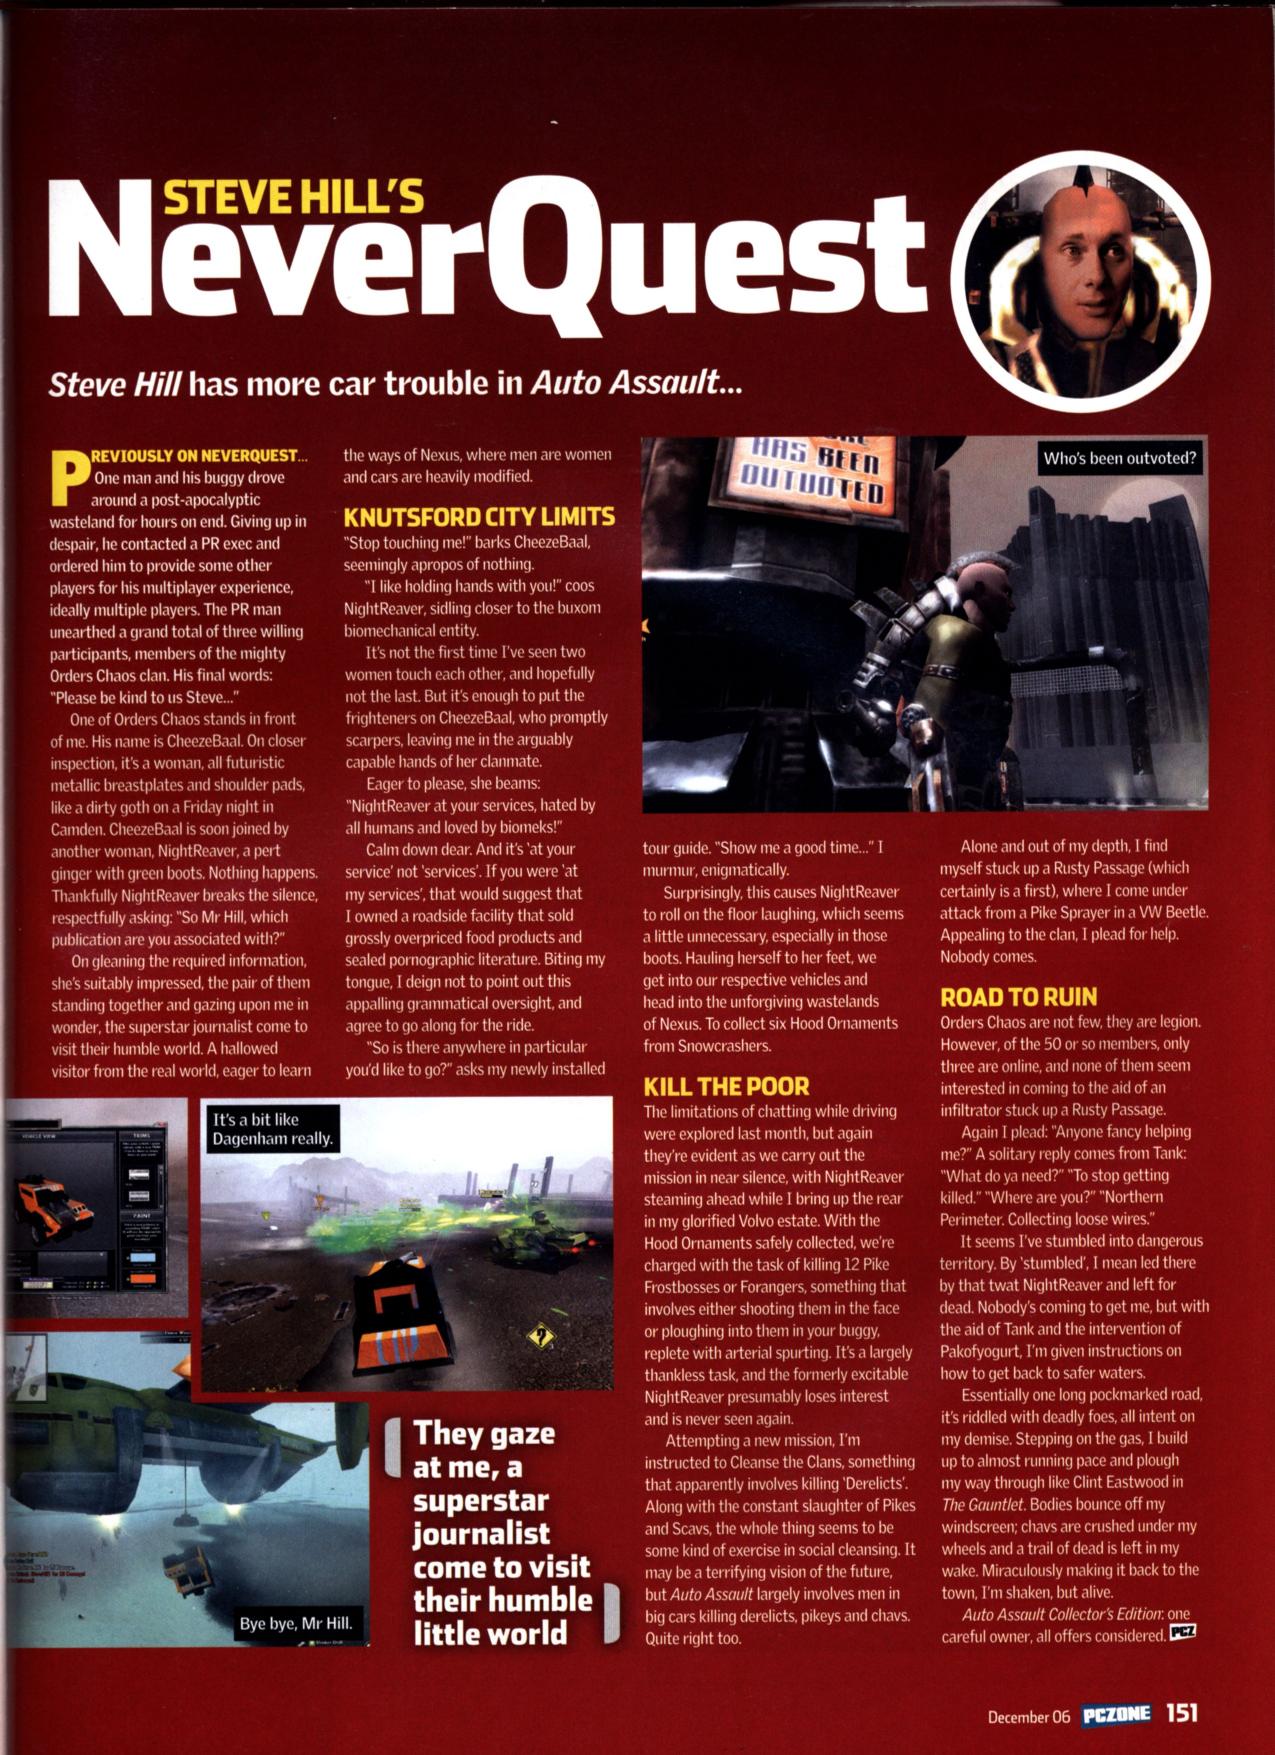 STEVE HILL'S
NeverQuest
Steve Hill has more car trouble in Auto Assault...
PREVIOUSLY ON NEVERQUEST...
One man and his buggy drove
around a post-apocalyptic
wasteland for hours on end. Giving up in
despair, he contacted a PR exec and
ordered him to provide some other
players for his multiplayer experience,
ideally multiple players. The PR man
unearthed a grand total of three willing
participants, members of the mighty
Orders Chaos clan. His final words:
"Please be kind to us Steve..."
One of Orders Chaos stands in front
of me. His name is CheezeBaal. On closer
inspection, it's a woman, all futuristic
metallic breastplates and shoulder pads,
like a dirty goth on a Friday night in
Camden. CheezeBaal is soon joined by
another woman, NightReaver, a pert
ginger with green boots. Nothing happens.
Thankfully NightReaver breaks the silence,
respectfully asking: "So Mr Hill, which
publication are you associated with?"
On gleaning the required information,
she's suitably impressed, the pair of them
standing together and gazing upon me in
wonder, the superstar journalist come to
visit their humble world. A hallowed
visitor from the real world, eager to learn
the ways of Nexus, where men are women
and cars are heavily modified.
KNUTSFORD CITY LIMITS
"Stop touching me!" barks CheezeBaal,
seemingly apropos of nothing.
"I like holding hands with you!" coos
NightReaver, sidling closer to the buxom
biomechanical entity.
It's not the first time I've seen two
women touch each other, and hopefully
not the last. But it's enough to put the
frighteners on CheezeBaal, who promptly
scarpers, leaving me in the arguably
capable hands of her clanmate.
Eager to please, she beams:
"NightReaver at your services, hated by
all humans and loved by biomeks!"
Calm down dear. And it's 'at your
service' not 'services'. If you were 'at
my services', that would suggest that
I owned a roadside facility that sold
grossly overpriced food products and
sealed pornographic literature. Biting my
tongue, I deign not to point out this
appalling grammatical oversight, and
agree to go along for the ride.
"So is there anywhere in particular
you'd like to go?" asks my newly installed
HAS BEEN
OUTVOTED
Who's been outvoted?
tour guide. "Show me a good time..." I
murmur, enigmatically.
Surprisingly, this causes NightReaver
to roll on the floor laughing, which seems
a little unnecessary, especially in those
boots. Hauling herself to her feet, we
get into our respective vehicles and
head into the unforgiving wastelands
of Nexus. To collect six Hood Ornaments
from Snowcrashers.
KILL THE POOR
The limitations of chatting while driving
were explored last month, but again
they're evident as we carry out the
mission in near silence, with NightReaver
steaming ahead while I bring up the rear
in my glorified Volvo estate. With the
Hood Ornaments safely collected, we're
charged with the task of killing 12 Pike
Frostbosses or Forangers, something that
involves either shooting them in the face
or ploughing into them in your buggy,
replete with arterial spurting. It's a largely
thankless task, and the formerly excitable
NightReaver presumably loses interest
and is never seen again.
Attempting a new mission, I'm
instructed to Cleanse the Clans, something
that apparently involves killing 'Derelicts'.
Along with the constant slaughter of Pikes
and Scavs, the whole thing seems to be
some kind of exercise in social cleansing. It
may be a terrifying vision of the future,
but Auto Assault largely involves men in
big cars killing derelicts, pikeys and chavs.
Quite right too.
Alone and out of my depth, I find
myself stuck up a Rusty Passage (which
certainly is a first), where I come under
attack from a Pike Sprayer in a VW Beetle.
Appealing to the clan, I plead for help.
Nobody comes.
ROAD TO RUIN
Orders Chaos are not few, they are legion.
However, of the 50 or so members, only
three are online, and none of them seem
interested in coming to the aid of an
infiltrator stuck up a Rusty Passage.
Again I plead: "Anyone fancy helping
me?" A solitary reply comes from Tank:
"What do ya need?" "To stop getting
killed." "Where are you?" "Northern
Perimeter. Collecting loose wires."
It seems I've stumbled into dangerous
territory. By 'stumbled', I mean led there
by that twat NightReaver and left for
dead. Nobody's coming to get me, but with
the aid of Tank and the intervention of
Pakofyogurt, I'm given instructions on
how to get back to safer waters.
Essentially one long pockmarked road,
it's riddled with deadly foes, all intent on
my demise. Stepping on the gas, I build
up to almost running pace and plough
my way through like Clint Eastwood in
The Gauntlet. Bodies bounce off my
windscreen; chavs are crushed under my
wheels and a trail of dead is left in my
wake. Miraculously making it back to the
town, I'm shaken, but alive.
Auto Assault Collector's Edition: one
careful owner, all offers considered. PCZ
VEHICLE VIEW
TRIMS
PAINT
It's a bit like
Dagenham really.
Bye bye, Mr Hill.
They gaze
at me, a
superstar
journalist
come to visit
their humble
little world
December 06 PCZONE 151